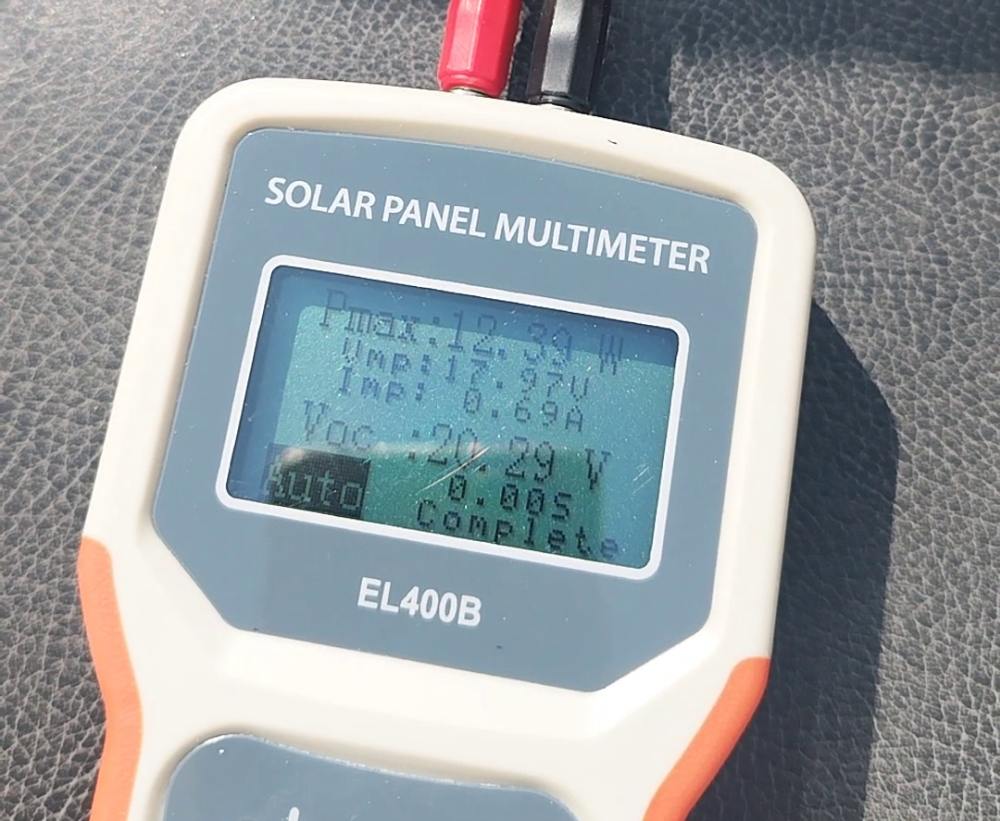 SOLAR PANEL MULTIMETER
Pmax:12.39 W
Vmp:17.97V
Imp: 0.69A
Voc :20.29 V
Auto 0.00S
Complete
EL400B